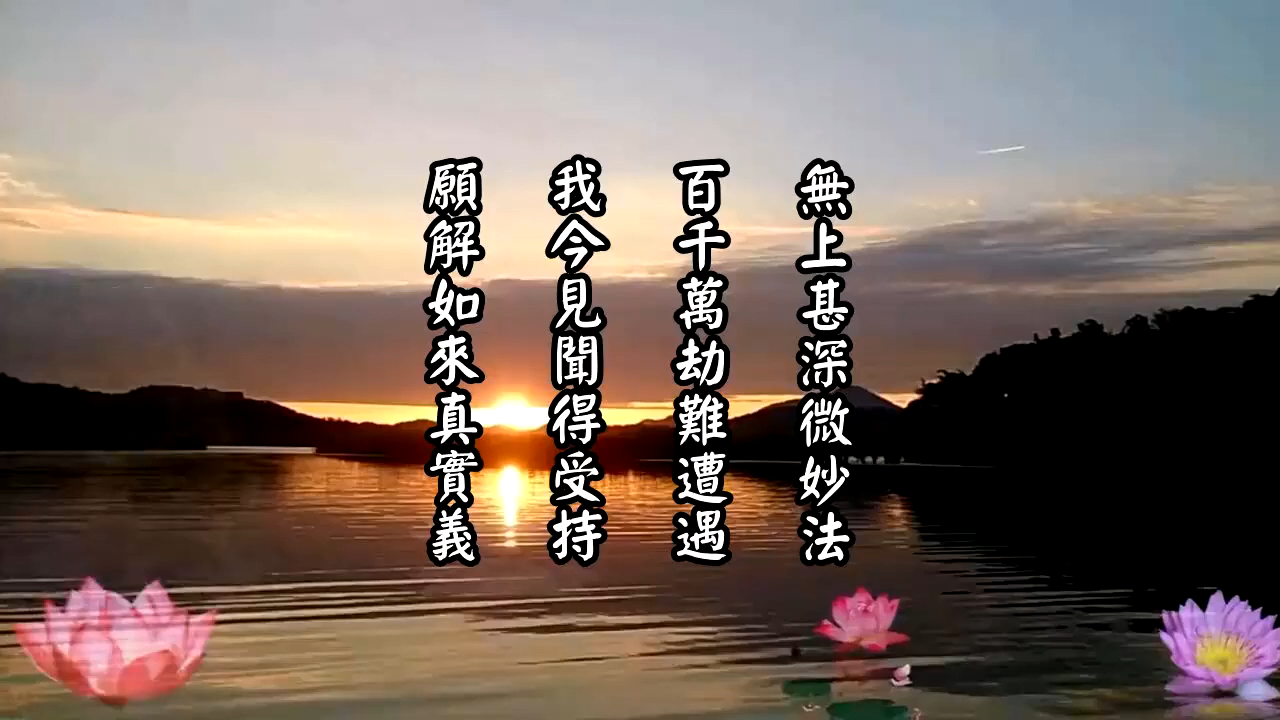 無上甚深微妙法
百千萬劫難遭遇
我今見聞得受持
願解如來真實義